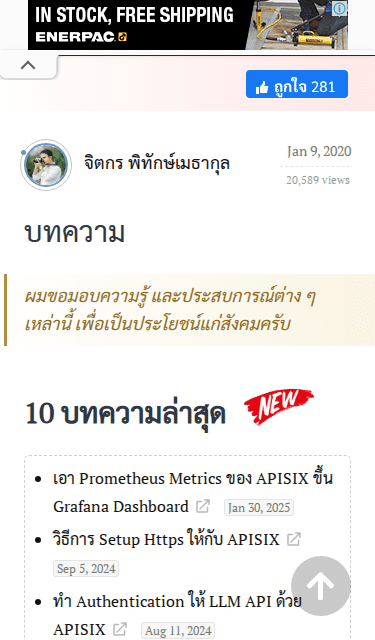 IN STOCK, FREE SHIPPING
ENERPAC
ถูกใจ 281
จิตกร พิทักษ์เมธากุล
Jan 9, 2020
20,589 views
บทความ
ผมขอมอบความรู้ และประสบการณ์ต่าง ๆ
เหล่านี้ เพื่อเป็นประโยชน์แก่สังคมครับ
10 บทความล่าสุด
NEW
เอา Prometheus Metrics ของ APISIX ขึ้น
Grafana Dashboard Jan 30, 2025
วิธีการ Setup Https ให้กับ APISIX
Sep 5, 2024
ทำ Authentication ให้ LLM API ด้วย
APISIX Aug 11, 2024